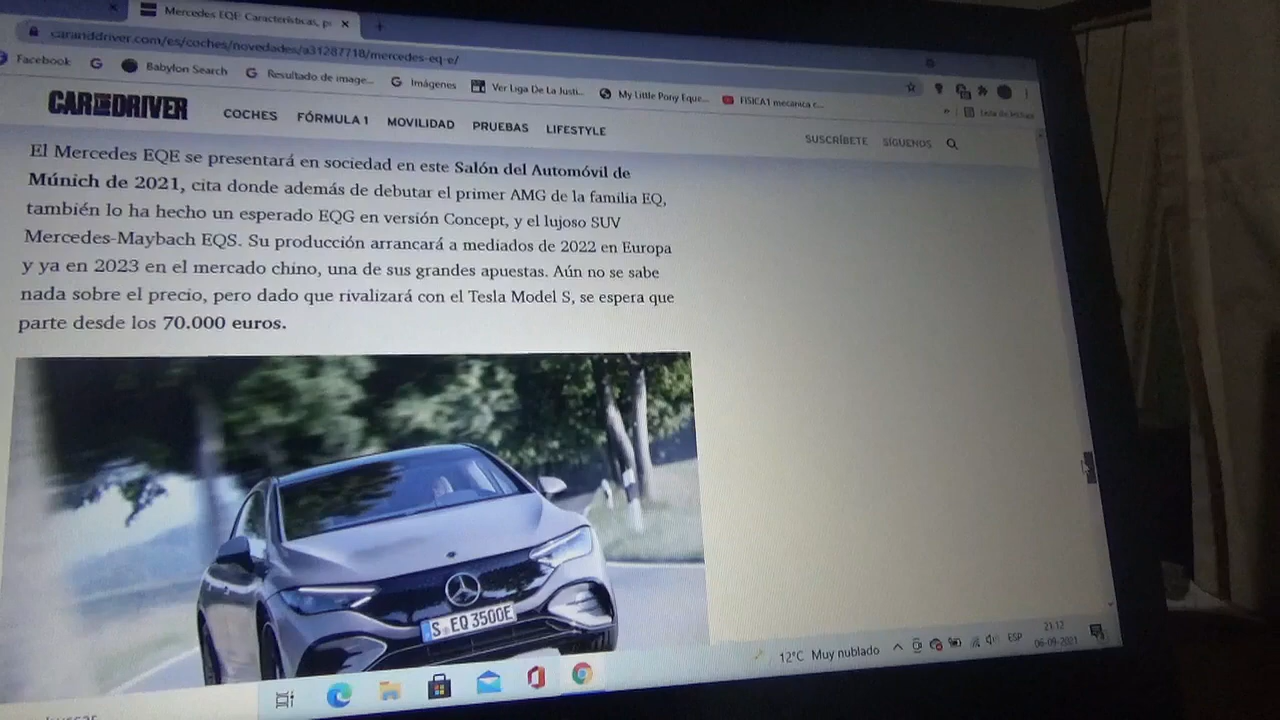 Mercedes EQE: Características, p
caranddriver.com/es/coches/novedades/a31287718/mercedes-eq-e/
Facebook
Babylon Search
Resultado de image...
Imágenes
Ver Liga De La Justi...
My Little Pony Eque...
FISICA1 mecanica c...
CAR AND DRIVER
COCHES FÓRMULA 1 MOVILIDAD PRUEBAS LIFESTYLE
SUSCRÍBETE SÍGUENOS
El Mercedes EQE se presentará en sociedad en este Salón del Automóvil de
Múnich de 2021, cita donde además de debutar el primer AMG de la familia EQ,
también lo ha hecho un esperado EQG en versión Concept, y el lujoso SUV
Mercedes-Maybach EQS. Su producción arrancará a mediados de 2022 en Europa
y ya en 2023 en el mercado chino, una de sus grandes apuestas. Aún no se sabe
nada sobre el precio, pero dado que rivalizará con el Tesla Model S, se espera que
parte desde los 70.000 euros.
S EQ 3500E
12°C Muy nublado
ESP
21:12
06-09-2021